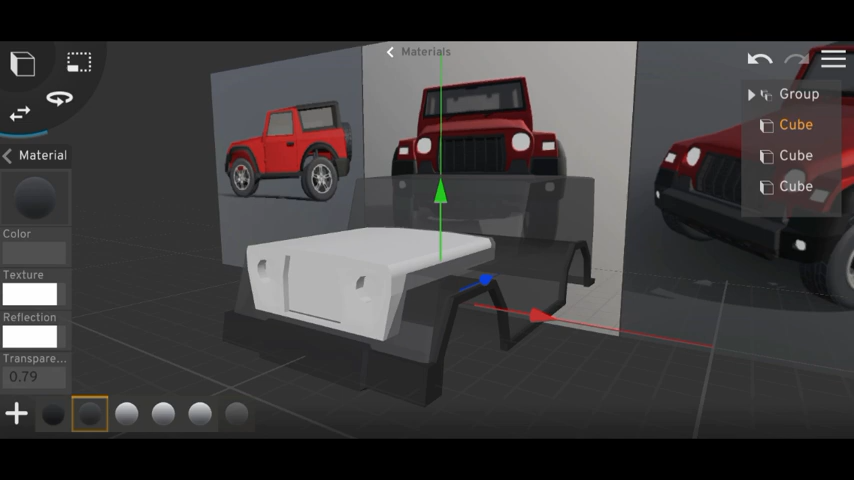 Materials
Group
Cube
Cube
Cube
Material
Color
Texture
Reflection
Transpare...
0.79